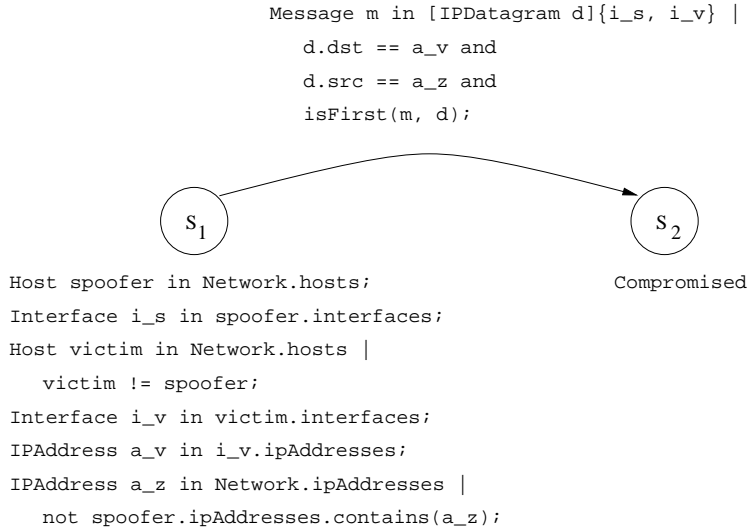 Message m in [IPDatagram d]{i_s, i_v} |
d.dst == a_v and
d.src == a_z and
isFirst(m, d);
S1 S2
Host spoofer in Network.hosts; Compromised
Interface i_s in spoofer.interfaces;
Host victim in Network.hosts |
victim != spoofer;
Interface i_v in victim.interfaces;
IPAddress a_v in i_v.ipAddresses;
IPAddress a_z in Network.ipAddresses |
not spoofer.ipAddresses.contains(a_z);